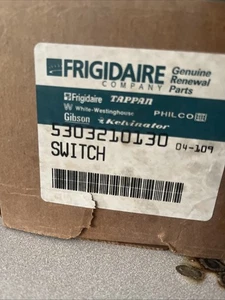 FRIGIDAIRE Genuine
COMPANY Renewal
Parts
Frigidaire TAPPAN
White-Westinghouse PHILCO
Gibson Kelvinator
5303210130 04-109
SWITCH